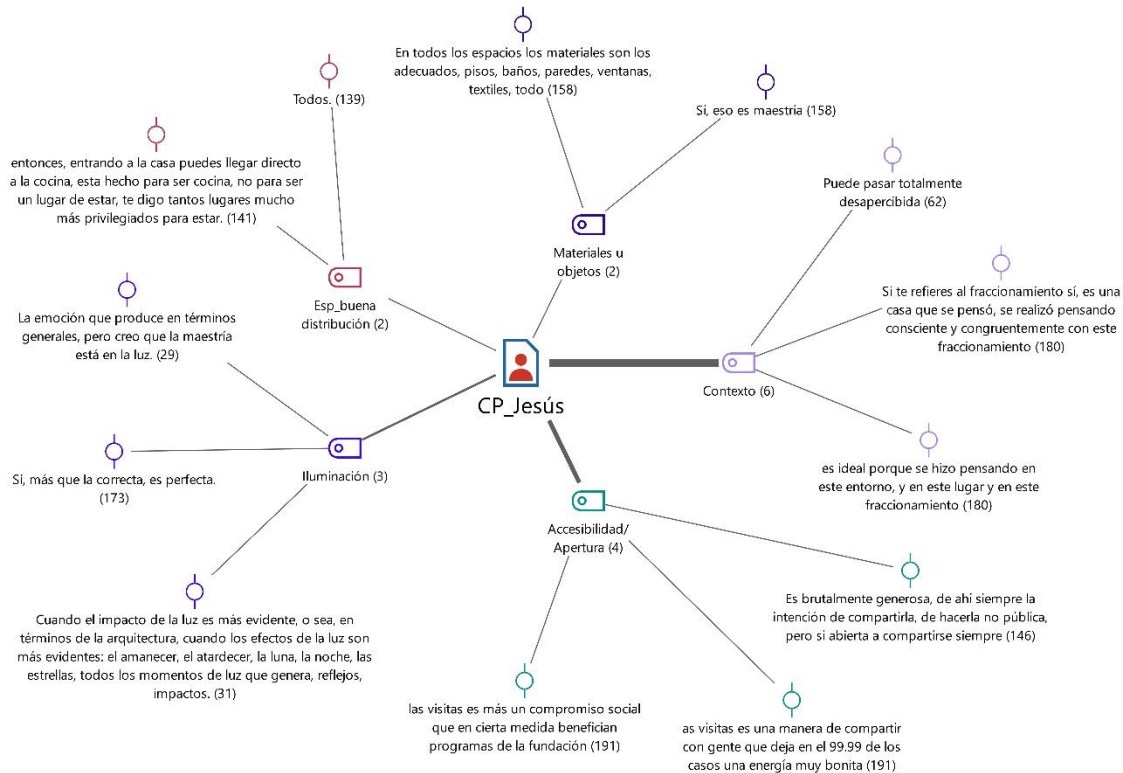 En todos los espacios los materiales son los
adecuados, pisos, baños, paredes, ventanas,
textiles, todo (158)
Todos. (139)
Si, eso es maestría (158)
entonces, entrando a la casa puedes llegar directo
a la cocina, esta hecho para ser cocina, no para ser
un lugar de estar, te digo tantos lugares mucho
más privilegiados para estar. (141)
Puede pasar totalmente
desapercibida (62)
Materiales u
objetos (2)
Esp_buena
distribución (2)
Si te refieres al fraccionamiento sí, es una
casa que se pensó, se realizó pensando
consciente y congruentemente con este
fraccionamiento (180)
La emoción que produce en términos
generales, pero creo que la maestría
está en la luz. (29)
CP_Jesús
Contexto (6)
Sí, más que la correcta, es perfecta.
(173)
Iluminación (3)
es ideal porque se hizo pensando en
este entorno, y en este lugar y en este
fraccionamiento (180)
Accesibilidad/
Apertura (4)
Es brutalmente generosa, de ahí siempre la
intención de compartirla, de hacerla no pública,
pero si abierta a compartirse siempre (146)
Cuando el impacto de la luz es más evidente, o sea, en
términos de la arquitectura, cuando los efectos de la luz son
más evidentes: el amanecer, el atardecer, la luna, la noche, las
estrellas, todos los momentos de luz que genera, reflejos,
impactos. (31)
las visitas es más un compromiso social
que en cierta medida benefician
programas de la fundación (191)
as visitas es una manera de compartir
con gente que deja en el 99.99 de los
casos una energía muy bonita (191)